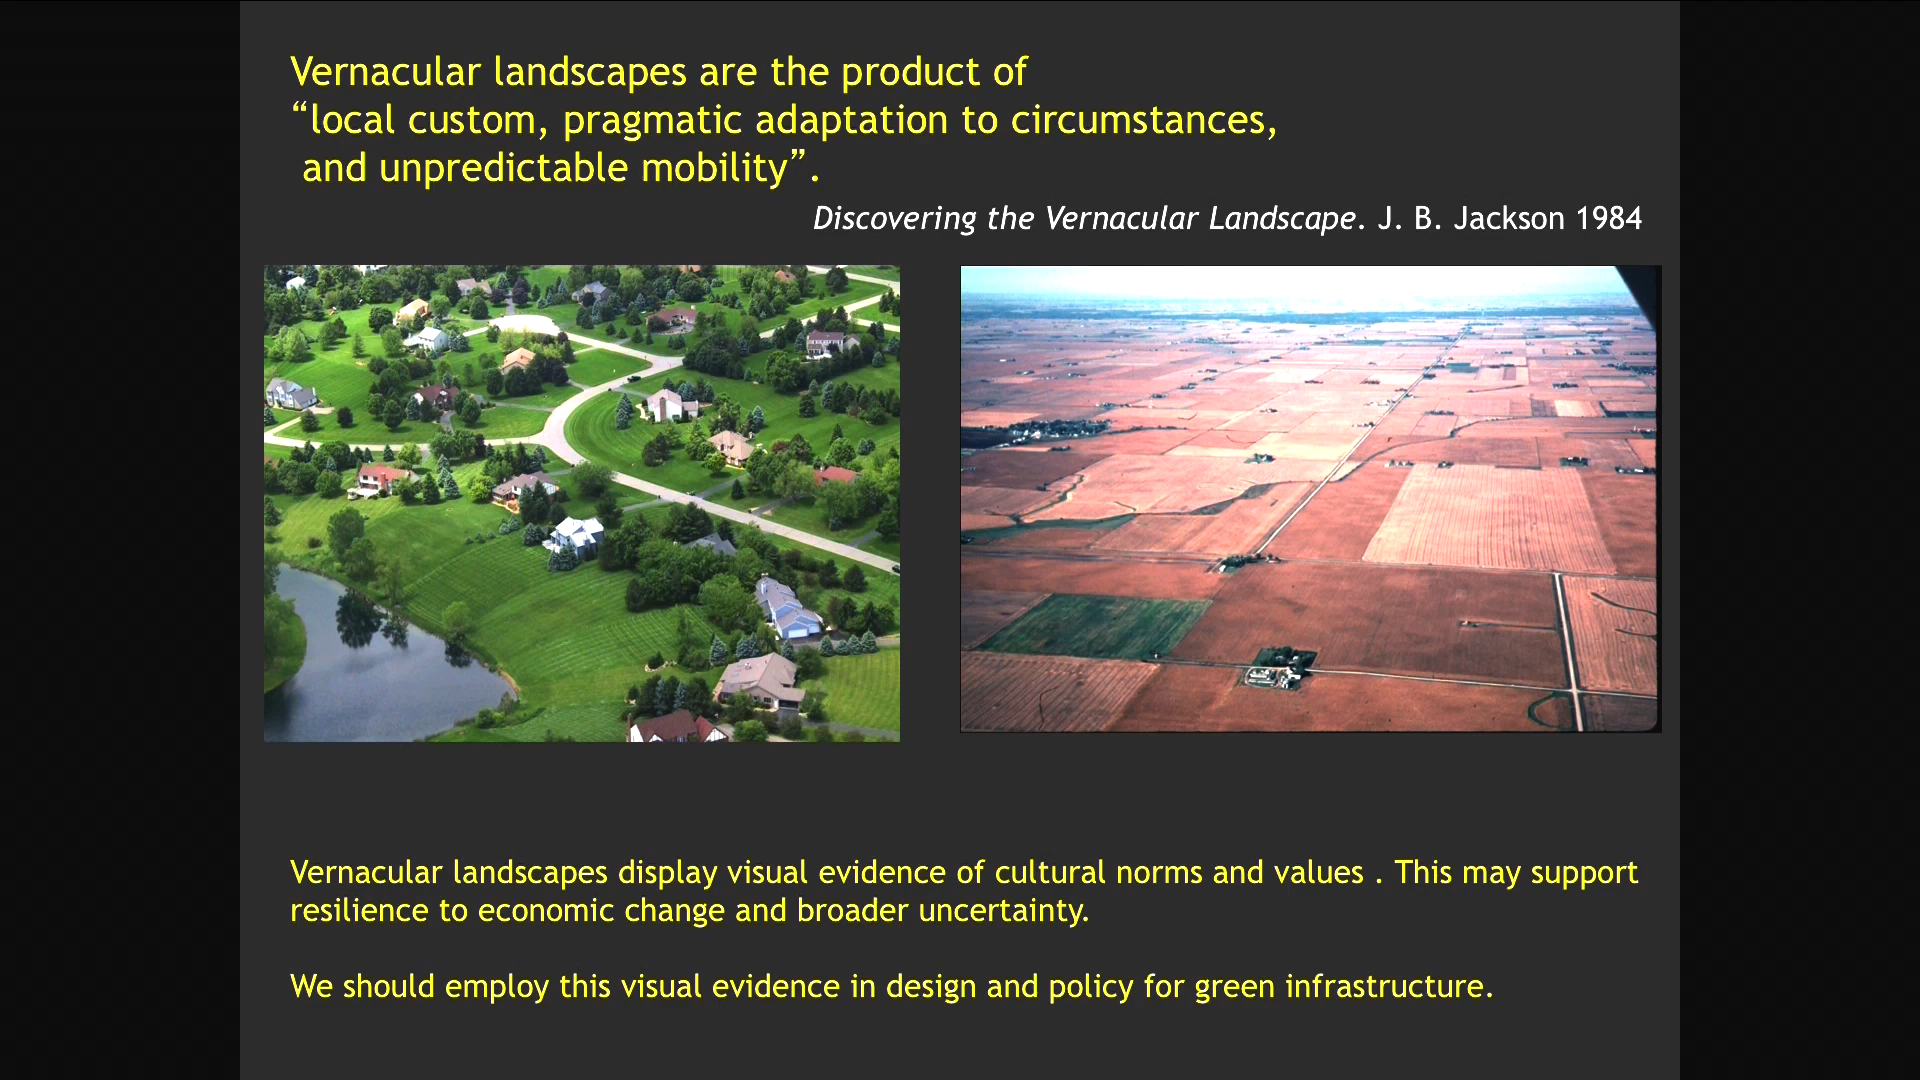 Vernacular landscapes are the product of
“local custom, pragmatic adaptation to circumstances,
and unpredictable mobility”.
Discovering the Vernacular Landscape. J. B. Jackson 1984
Vernacular landscapes display visual evidence of cultural norms and values . This may support
resilience to economic change and broader uncertainty.
We should employ this visual evidence in design and policy for green infrastructure.